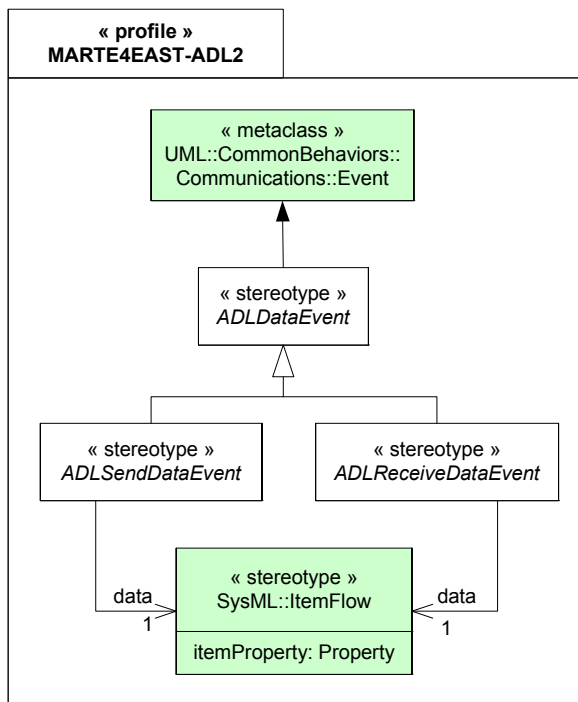 « profile »
MARTE4EAST-ADL2
« metaclass »
UML::CommonBehaviors::
Communications::Event
« stereotype »
ADLDataEvent
« stereotype »
ADLSendDataEvent
« stereotype »
ADLReceiveDataEvent
data
1
« stereotype »
SysML::ItemFlow
itemProperty: Property
data
1